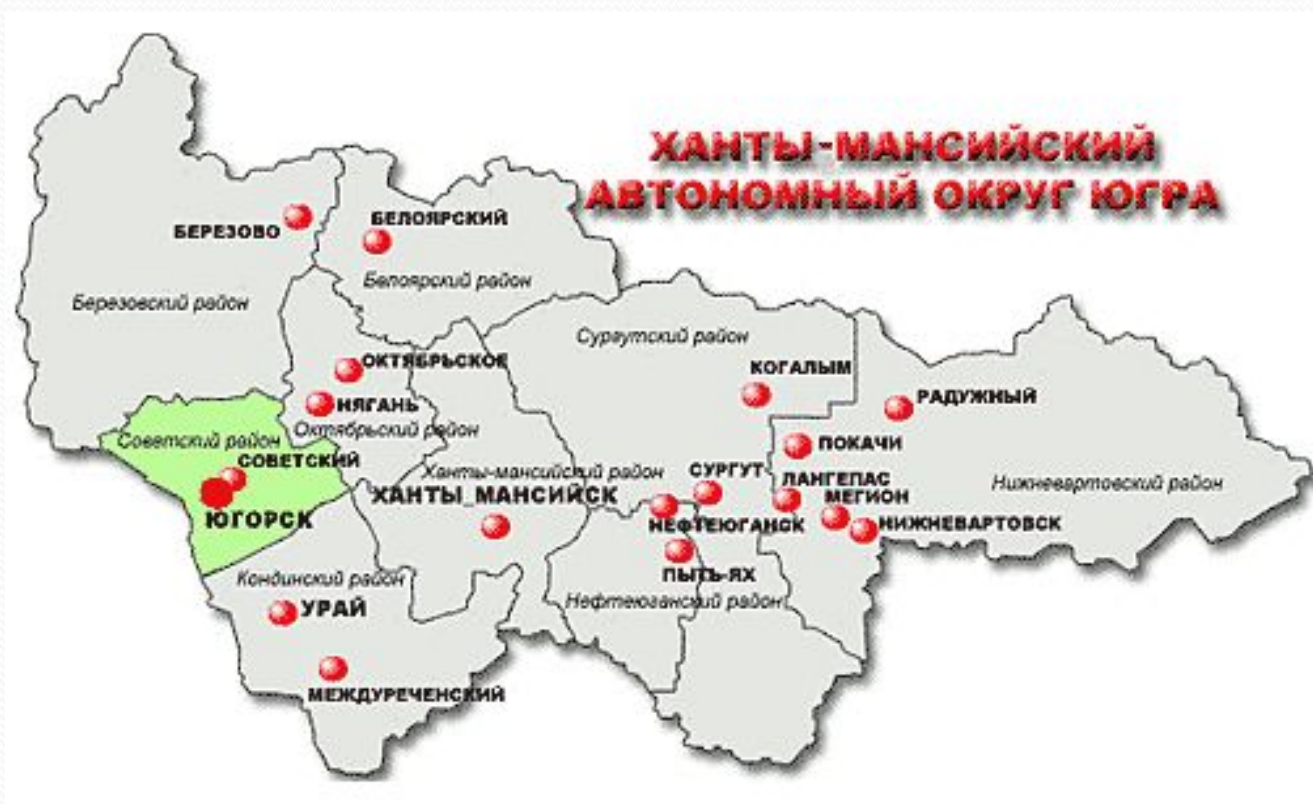 ХАНТЫ-МАНСИЙСКИЙ
АВТОНОМНЫЙ ОКРУГ ЮГРА
БЕРЕЗОВО
БЕЛОЯРСКИЙ
Белоярский район
Березовский район
Сургутский район
ОКТЯБРЬСКОЕ
КОГАЛЫМ
РАДУЖНЫЙ
НЯГАНЬ
Октябрьский район
Советский район
ПОКАЧИ
СОВЕТСКИЙ
Ханты-мансийский район
СУРГУТ
ЛАНГЕПАС
Нижневартовский район
ХАНТЫ_МАНСИЙСК
МЕГИОН
ЮГОРСК
НЕФТЕЮГАНСК
НИЖНЕВАРТОВСК
ПЫТЬ-ЯХ
Кондинский район
Нефтеюганский район
УРАЙ
МЕЖДУРЕЧЕНСКИЙ